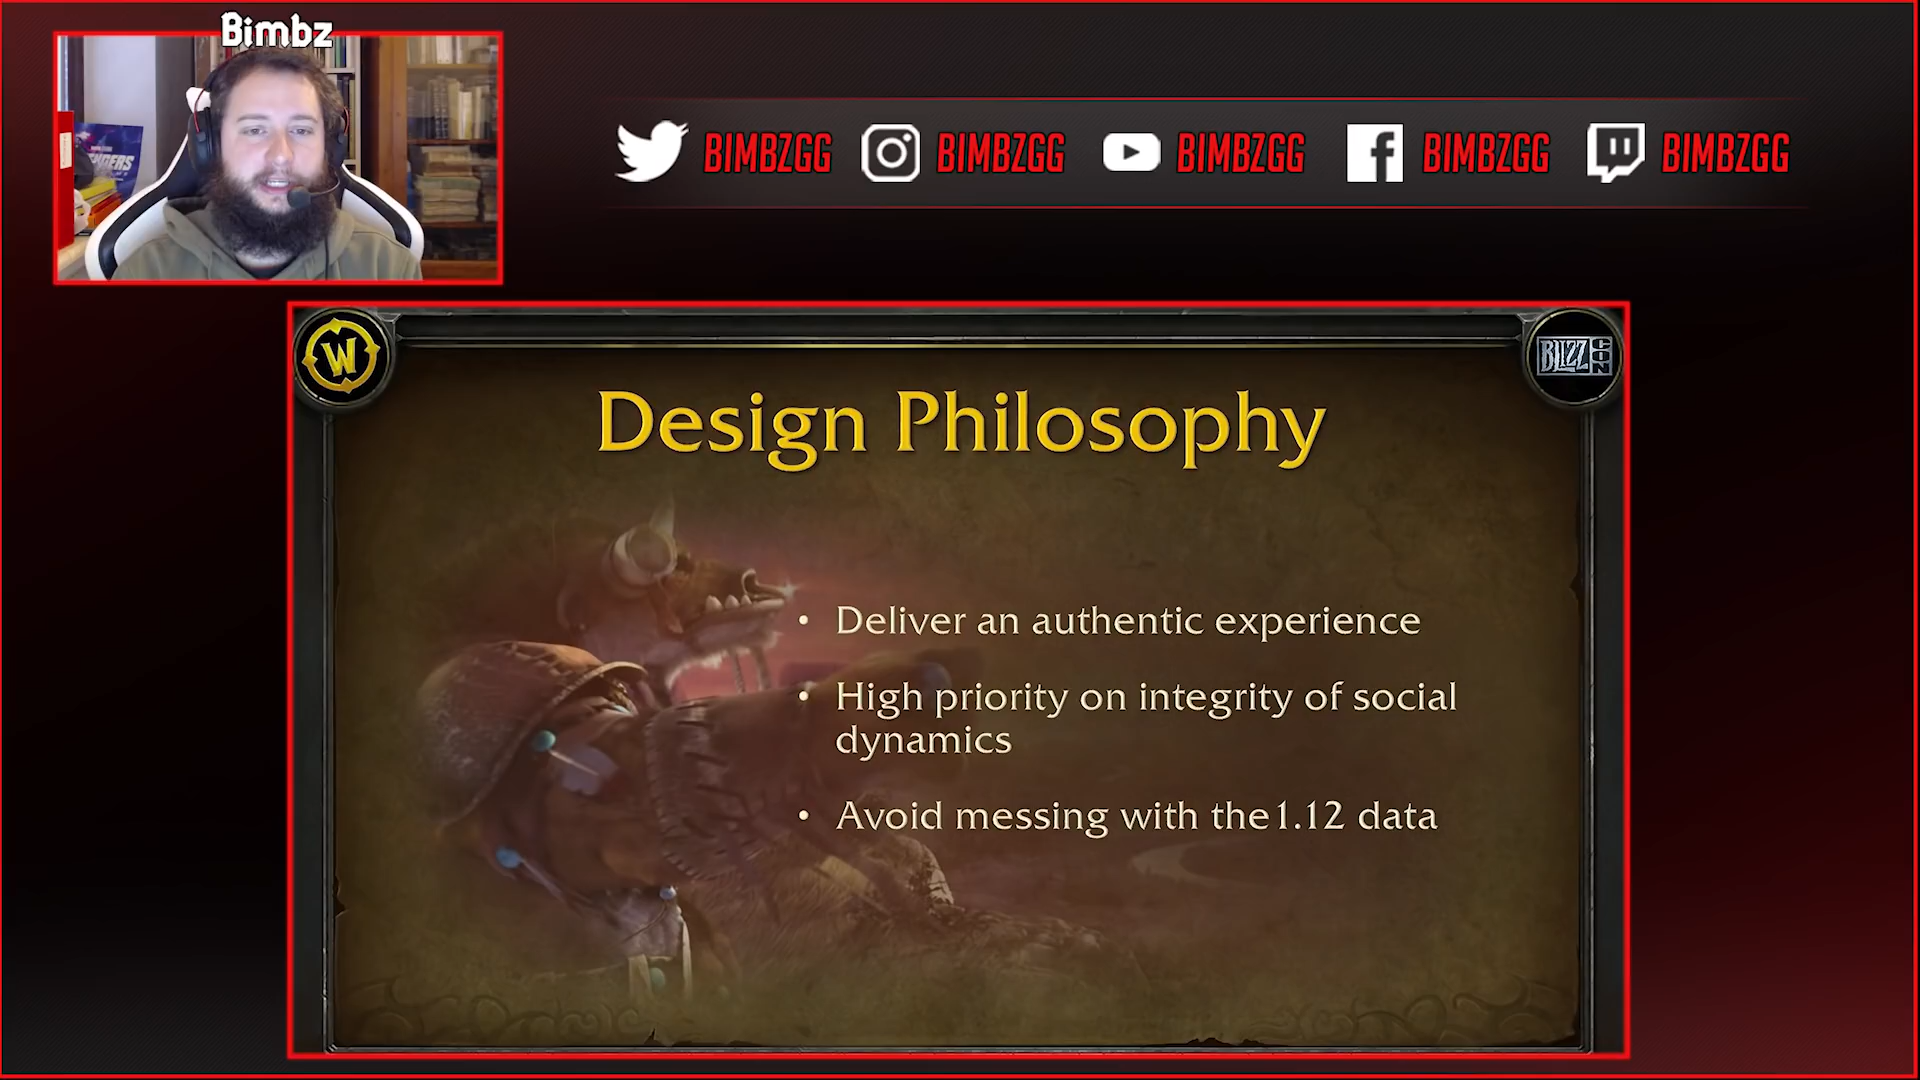 Bimbz
BIMBZGG BIMBZGG BIMBZGG BIMBZGG BIMBZGG
W
BLIZZCON
Design Philosophy
• Deliver an authentic experience
• High priority on integrity of social
dynamics
• Avoid messing with the1.12 data